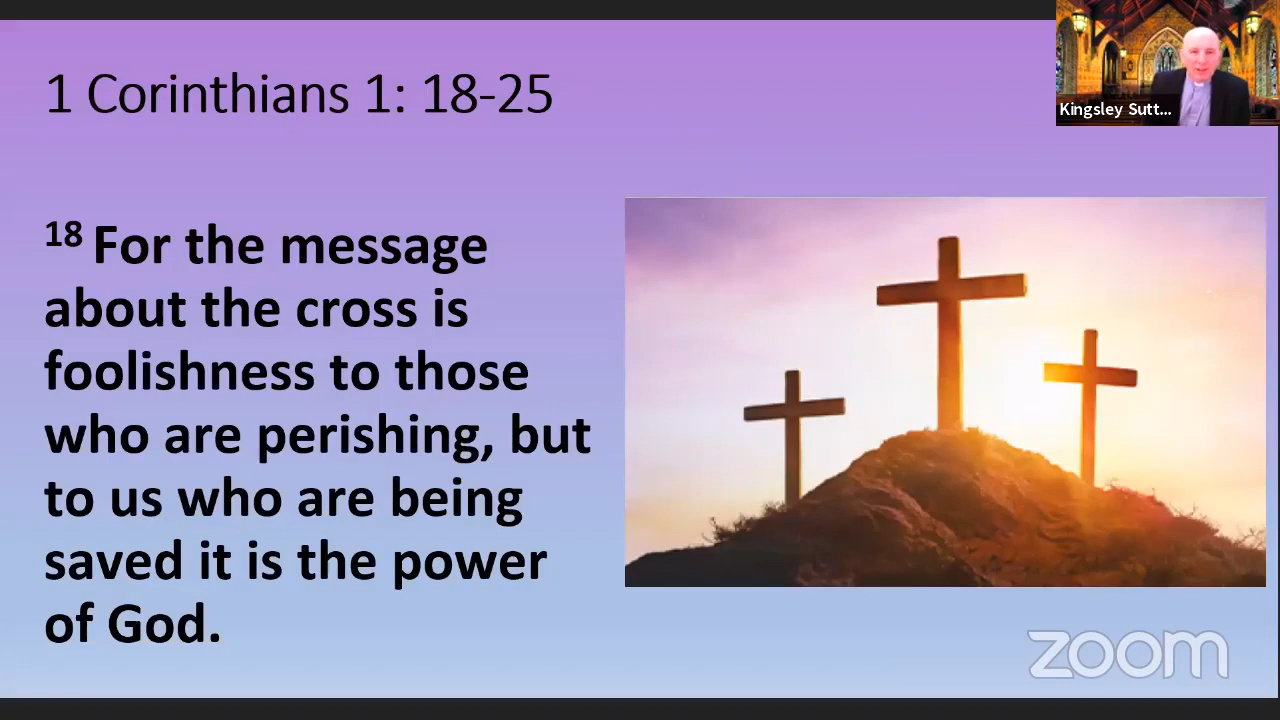 1 Corinthians 1: 18-25
Kingsley Sutt...
18 For the message
about the cross is
foolishness to those
who are perishing, but
to us who are being
saved it is the power
of God.
zoom